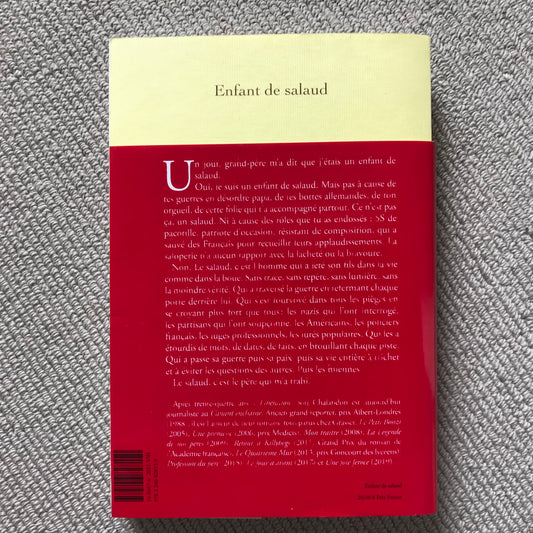 Enfant de salaud
Un jour, grand-père m'a dit que j'étais un enfant de
salaud.
Oui, je suis un enfant de salaud. Mais pas à cause de
tes guerres en désordre papa, de tes bottes allemandes, de ton
orgueil, de cette folie qui t'a accompagné partout. Ce n'est pas
ça, un salaud. Ni à cause des rôles que tu as endossés : SS de
pacotille, patriote d'occasion, résistant de composition, qui a
sauvé des Français pour recueillir leurs applaudissements. La
saloperie n'a aucun rapport avec la lâcheté ou la bravoure.
Non. Le salaud, c'est l'homme qui a jeté son fils dans la vie
comme dans la boue. Sans trace, sans repère, sans lumière, sans
la moindre vérité. Qui a traversé la guerre en refermant chaque
porte derrière lui. Qui s'est fourvoyé dans tous les pièges en
se croyant plus fort que tous : les nazis qui l'ont interrogé,
les partisans qui l'ont soupçonné, les Américains, les policiers
français, les juges professionnels, les jurés populaires. Qui les a
étourdis de mots, de dates, de faits, en brouillant chaque piste.
Qui a passé sa guerre puis sa paix, puis sa vie entière à tricher
et à éviter les questions des autres. Puis les miennes.
Le salaud, c'est le père qui m'a trahi.
Après trente-quatre ans à Libération, Sorj Chalandon est aujourd'hui
journaliste au Canard enchaîné. Ancien grand reporter, prix Albert-Londres
(1988), il est l'auteur de neuf romans, tous parus chez Grasset. Le Petit Bonzi
(2005), Une promesse (2006, prix Médicis), Mon traître (2008), La Légende
de nos pères (2009), Retour à Killybegs (2011, Grand Prix du roman de
l'Académie française), Le Quatrième Mur (2013, prix Goncourt des lycéens)
Profession du père (2015), Le Jour d'avant (2017) et Une joie féroce (2019).
Enfant de salaud